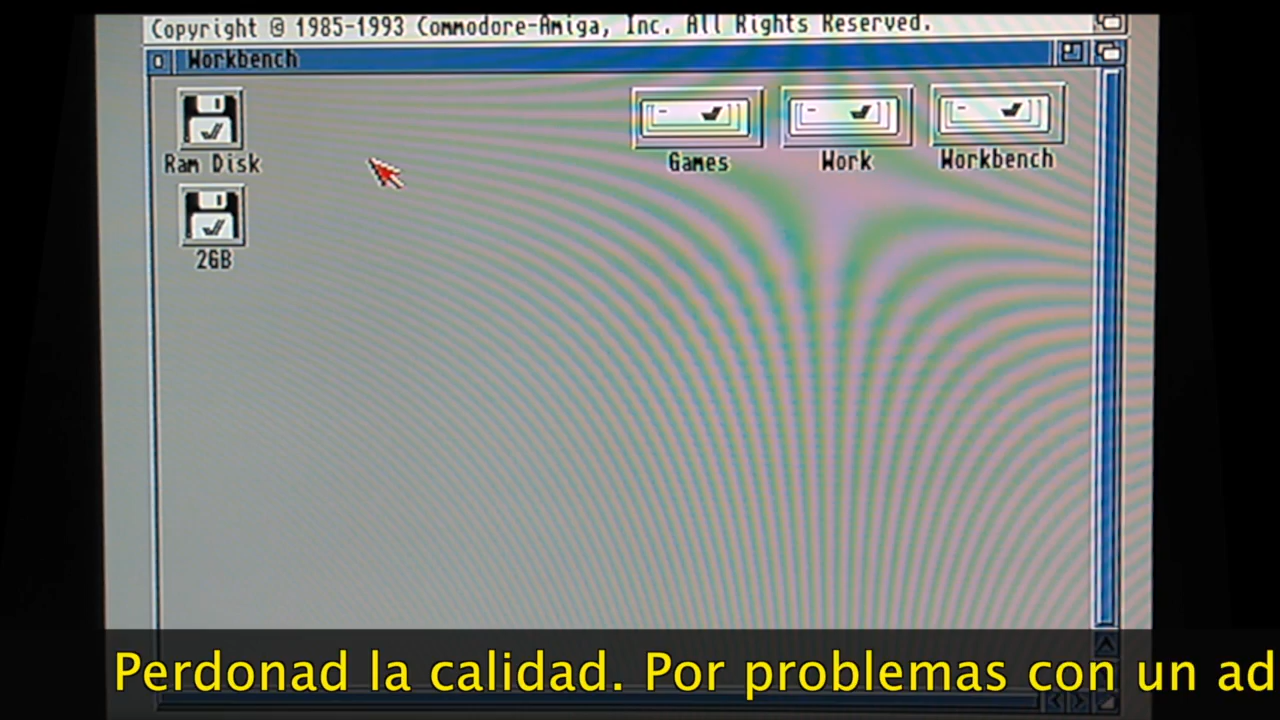 Copyright © 1985-1993 Commodore-Amiga, Inc. All Rights Reserved.
Workbench
Ram Disk
Games
Work
Workbench
2GB
Perdonad la calidad. Por problemas con un ad